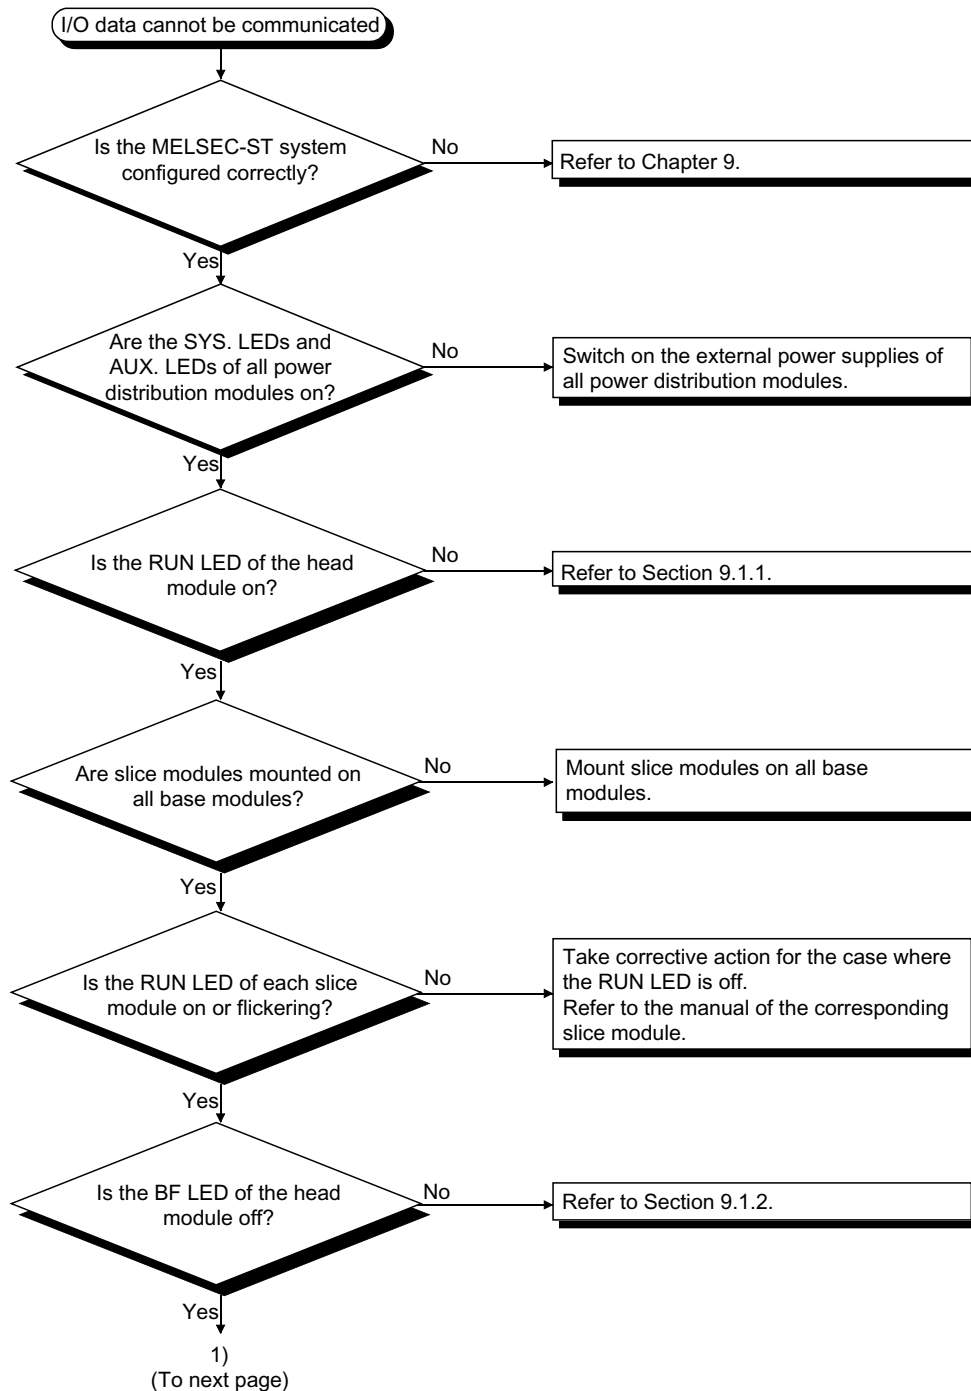 I/O data cannot be communicated
Is the MELSEC-ST system
configured correctly?
No
Refer to Chapter 9.
Yes
Are the SYS. LEDs and
AUX. LEDs of all power
distribution modules on?
No
Switch on the external power supplies of
all power distribution modules.
Yes
Is the RUN LED of the head
module on?
No
Refer to Section 9.1.1.
Yes
Are slice modules mounted on
all base modules?
No
Mount slice modules on all base
modules.
Yes
Is the RUN LED of each slice
module on or flickering?
No
Take corrective action for the case where
the RUN LED is off.
Refer to the manual of the corresponding
slice module.
Yes
Is the BF LED of the head
module off?
No
Refer to Section 9.1.2.
Yes
1)
(To next page)